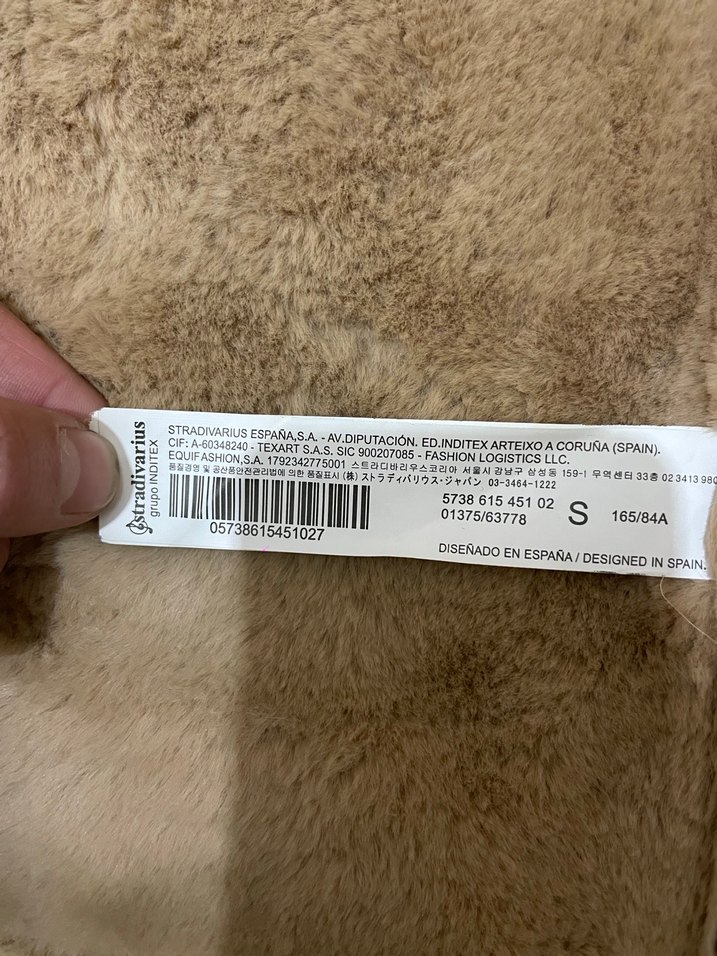 stradivarius
grupo INDITEX
STRADIVARIUS ESPAÑA,S.A. - AV.DIPUTACIÓN. ED.INDITEX ARTEIXO A CORUÑA (SPAIN).
CIF: A-60348240 - TEXART S.A.S. SIC 900207085 - FASHION LOGISTICS LLC.
EQUIFASHION,S.A. 1792342775001 스트라디바리우스코리아 서울시 강남구 삼성동 159-1 무역센터 33층 02 3413 980
품질경영 및 공산품안전관리법에 의한 품질표시 (株) ストラディバリウス・ジャパン 03-3464-1222
05738615451027
5738 615 451 02
01375/63778
S
165/84A
DISEÑADO EN ESPAÑA / DESIGNED IN SPAIN.